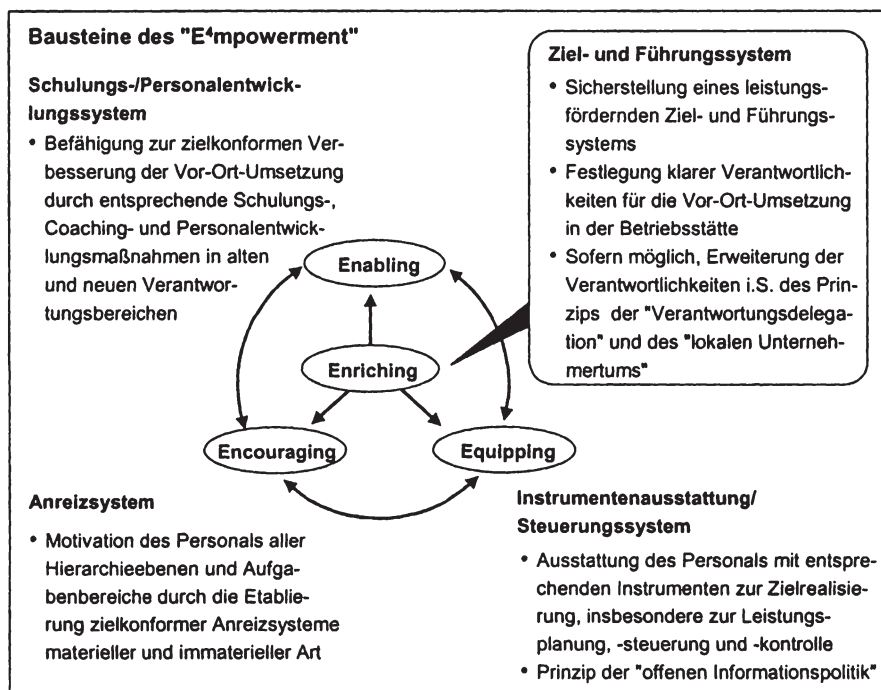 Bausteine des "E⁴mpowerment"
Schulungs-/Personalentwick-
lungssystem
• Befähigung zur zielkonformen Ver-
besserung der Vor-Ort-Umsetzung
durch entsprechende Schulungs-,
Coaching- und Personalentwick-
lungsmaßnahmen in alten
und neuen Verantwor-
tungsbereichen
Ziel- und Führungssystem
• Sicherstellung eines leistungs-
fördernden Ziel- und Führungs-
systems
• Festlegung klarer Verantwortlich-
keiten für die Vor-Ort-Umsetzung
in der Betriebsstätte
• Sofern möglich, Erweiterung der
Verantwortlichkeiten i.S. des Prin-
zips der "Verantwortungsdelega-
tion" und des "lokalen Unterneh-
mertums"
Enabling
Enriching
Encouraging
Equipping
Anreizsystem
• Motivation des Personals aller
Hierarchieebenen und Aufga-
benbereiche durch die Etablie-
rung zielkonformer Anreizsysteme
materieller und immaterieller Art
Instrumentenausstattung/
Steuerungssystem
• Ausstattung des Personals mit entspre-
chenden Instrumenten zur Zielrealisie-
rung, insbesondere zur Leistungs-
planung, -steuerung und -kontrolle
• Prinzip der "offenen Informationspolitik"